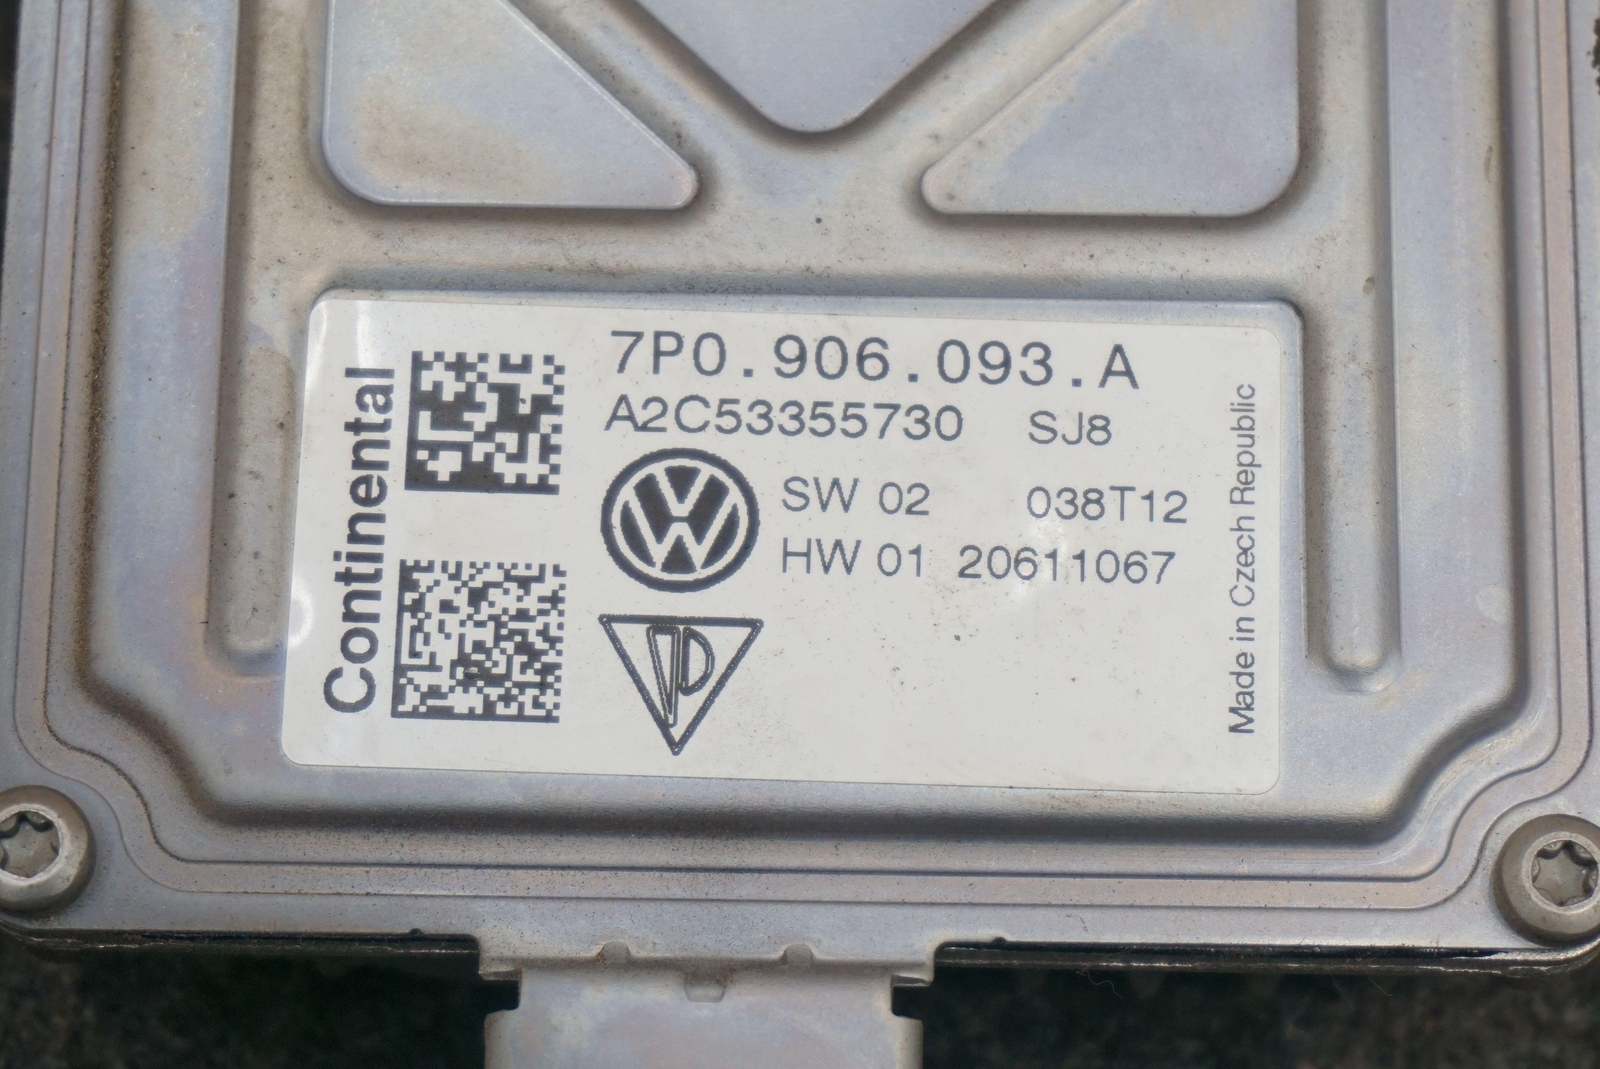 Continental
7P0.906.093.A
A2C53355730 SJ8
SW 02 038T12
HW 01 20611067
Made in Czech Republic